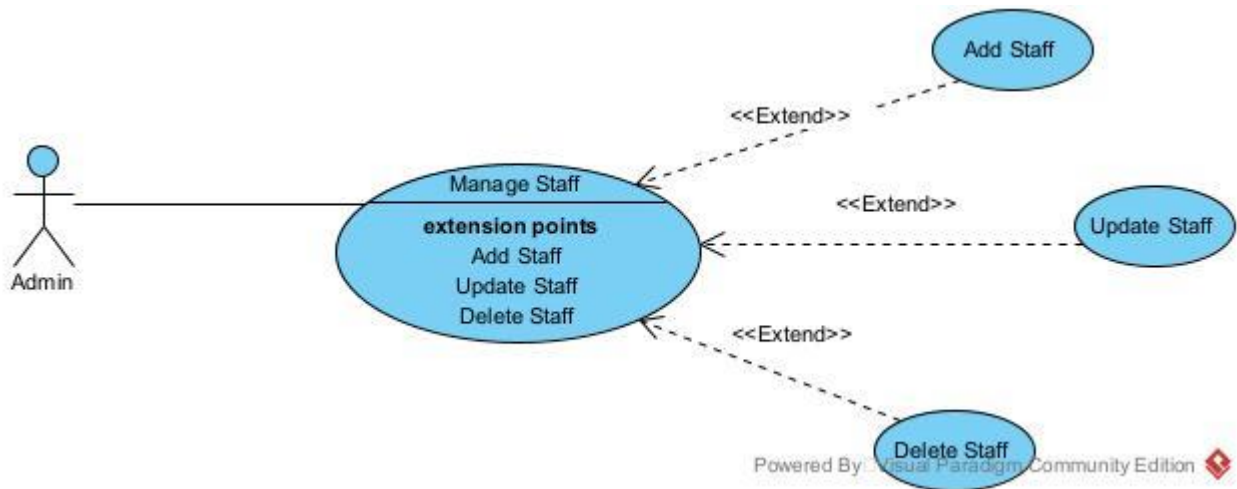 Add Staff
<<Extend>>
Manage Staff
<<Extend>>
extension points
Update Staff
Add Staff
Admin
Update Staff
Delete Staff
<<Extend>>
Delete Staff
Powered By Visual Paradigm Community Edition